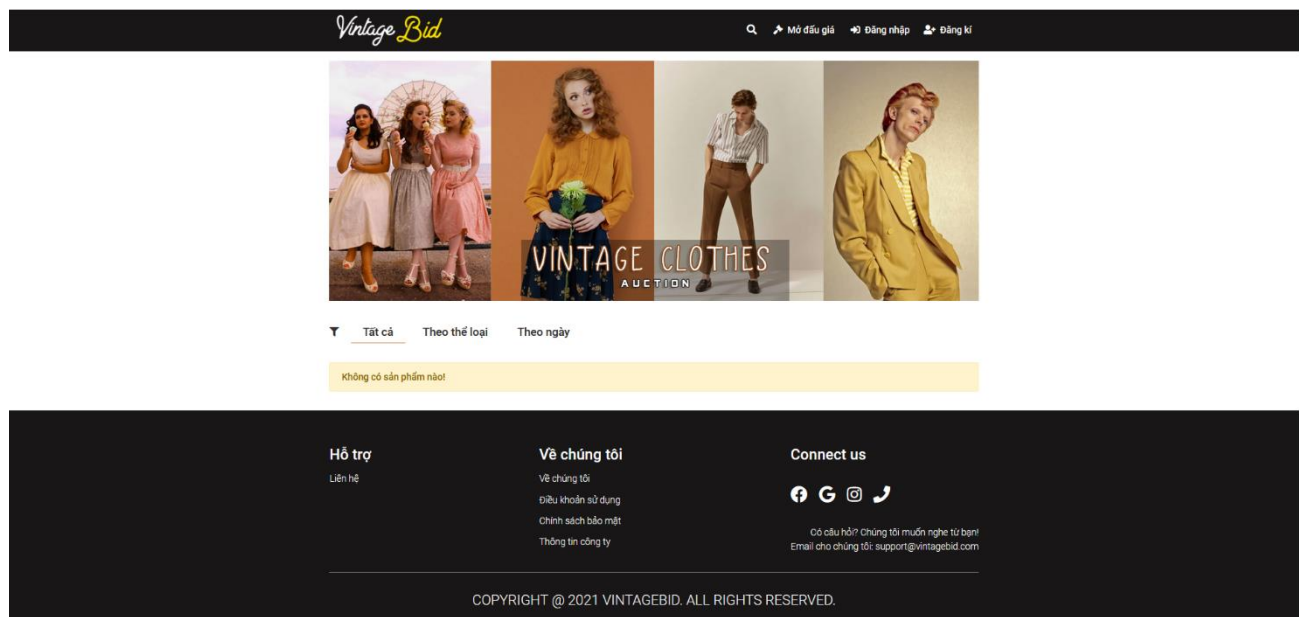 Vintage Bid
Mở đấu giá Đăng nhập Đăng kí
VINTAGE CLOTHES
AUCTION
Tất cả Theo thể loại Theo ngày
Không có sản phẩm nào!
Hỗ trợ
Liên hệ
Về chúng tôi
Về chúng tôi
Điều khoản sử dụng
Chính sách bảo mật
Thông tin công ty
Connect us
Có câu hỏi? Chúng tôi muốn nghe từ bạn!
Email cho chúng tôi: support@vintagebid.com
COPYRIGHT @ 2021 VINTAGEBID. ALL RIGHTS RESERVED.